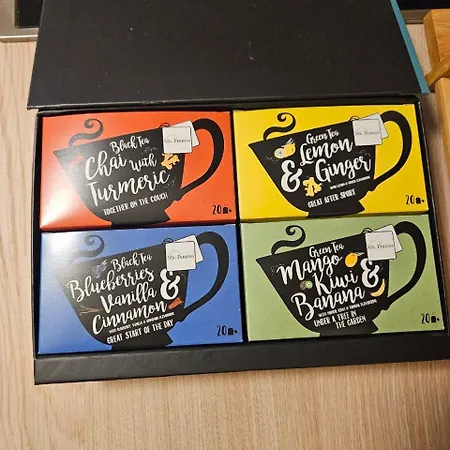 Black Tea
Chai with
Turmeric
TOGETHER ON THE COUCH
20
Green Tea
Lemon
& Ginger
GREAT AFTER SPORT
20
Black Tea
Blueberries
Vanilla &
Cinnamon
GREAT START OF THE DAY
20
Green Tea
Mango
Kiwi &
Banana
UNDER A TREE IN
THE GARDEN
20